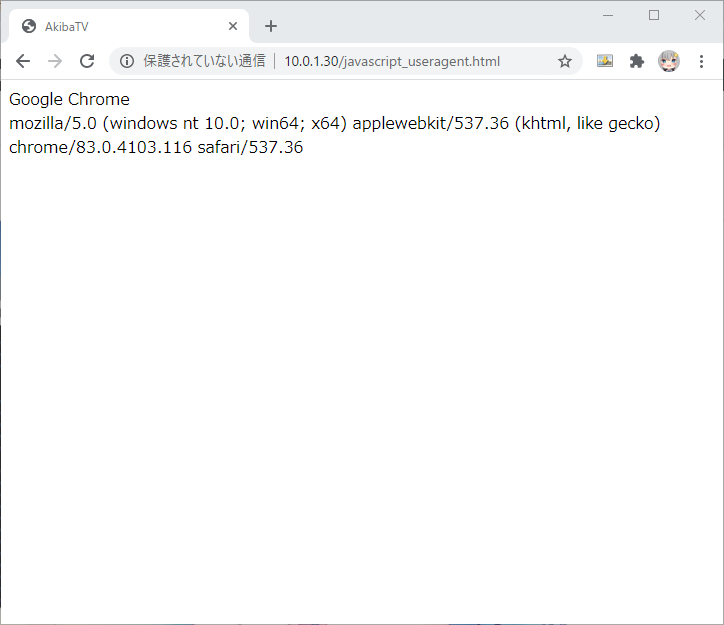 AkibaTV
保護されていない通信 | 10.0.1.30/javascript_useragent.html
Google Chrome
mozilla/5.0 (windows nt 10.0; win64; x64) applewebkit/537.36 (khtml, like gecko)
chrome/83.0.4103.116 safari/537.36